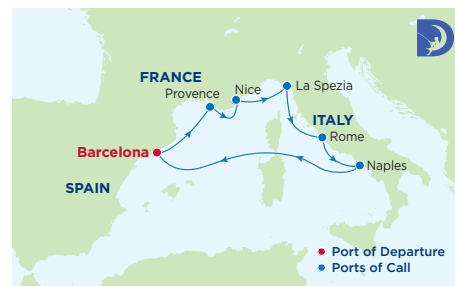 FRANCE
Provence
Nice
La Spezia
ITALY
Rome
Barcelona
Naples
SPAIN
Port of Departure
Ports of Call